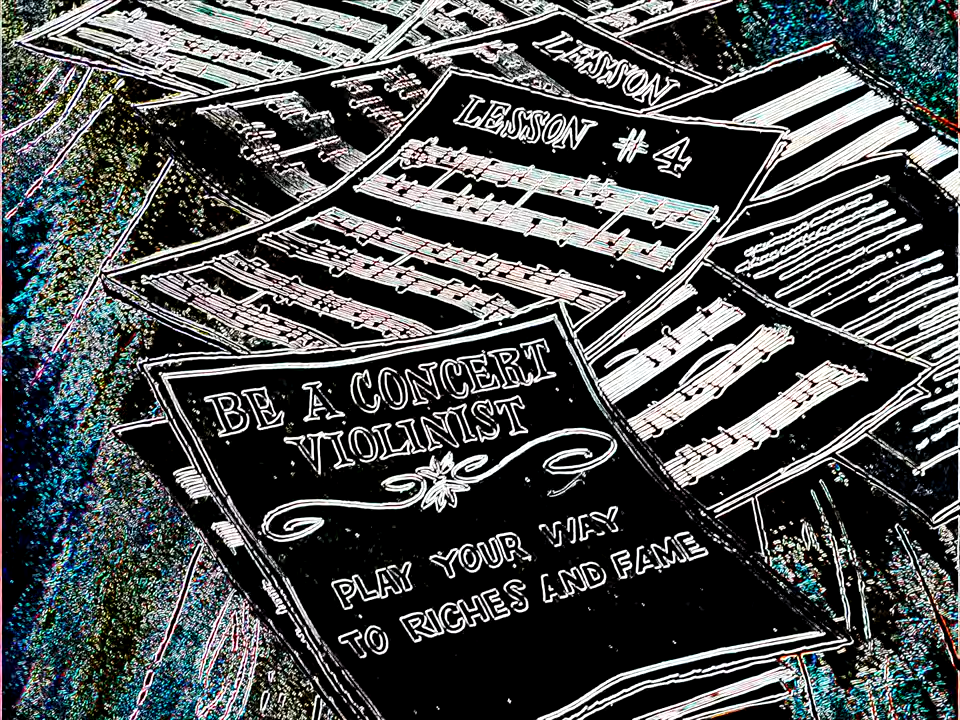 LESSON
LESSON #4
BE A CONCERT
VIOLINIST
PLAY YOUR WAY
TO RICHES AND FAME